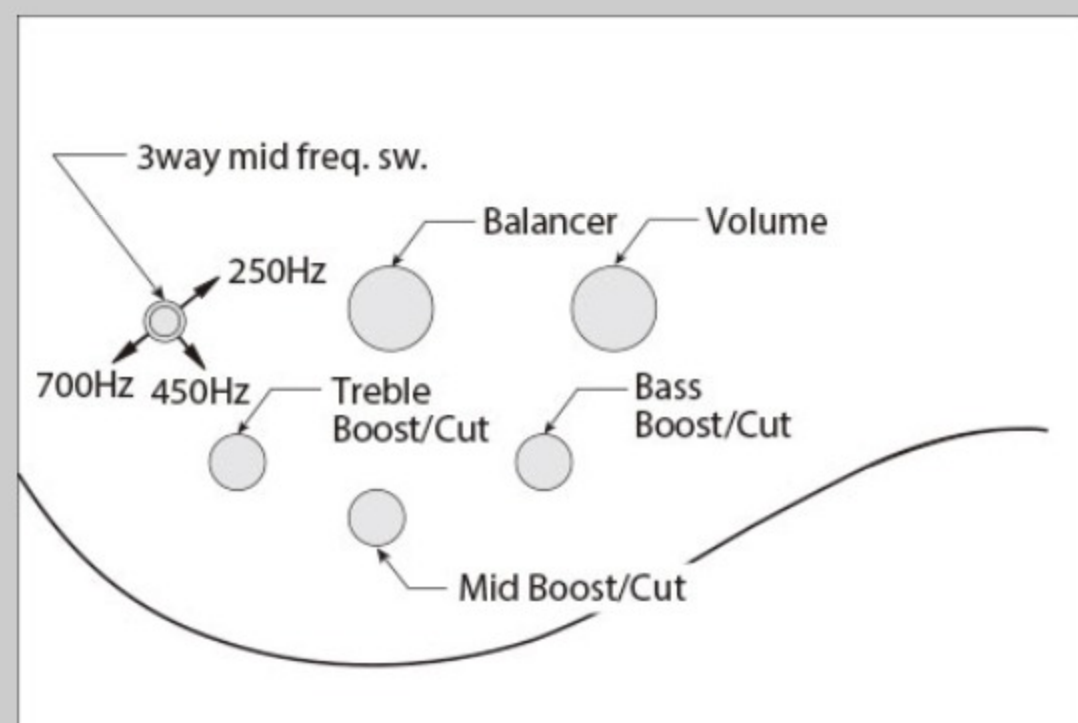 3way mid freq. sw.
Balancer
Volume
250Hz
700Hz
450Hz
Treble
Boost/Cut
Bass
Boost/Cut
Mid Boost/Cut